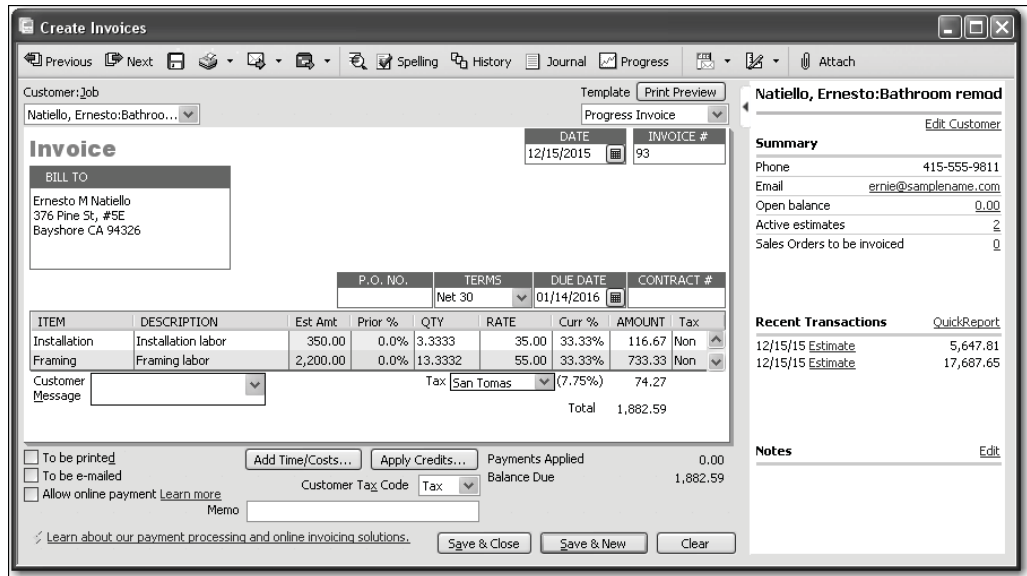 Create Invoices
Previous Next Spelling History Journal Progress Attach
Customer:Job
Template Print Preview
Natiello, Ernesto:Bathroo...
Progress Invoice
Invoice
DATE INVOICE #
12/15/2015 93
BILL TO
Ernesto M Natiello
376 Pine St, #5E
Bayshore CA 94326
P.O. NO. TERMS DUE DATE CONTRACT #
Net 30 01/14/2016
ITEM DESCRIPTION Est Amt Prior % QTY RATE Curr % AMOUNT Tax
Installation Installation labor 350.00 0.0% 3.3333 35.00 33.33% 116.67 Non
Framing Framing labor 2,200.00 0.0% 13.3332 55.00 33.33% 733.33 Non
Customer Message
Tax San Tomas (7.75%) 74.27
Total 1,882.59
To be printed
To be e-mailed
Allow online payment Learn more
Add Time/Costs... Apply Credits... Payments Applied 0.00
Customer Tax Code Tax Balance Due 1,882.59
Memo
Learn about our payment processing and online invoicing solutions.
Save & Close Save & New Clear
Natiello, Ernesto:Bathroom remod
Edit Customer
Summary
Phone 415-555-9811
Email ernie@samplename.com
Open balance 0.00
Active estimates 2
Sales Orders to be invoiced 0
Recent Transactions QuickReport
12/15/15 Estimate 5,647.81
12/15/15 Estimate 17,687.65
Notes Edit